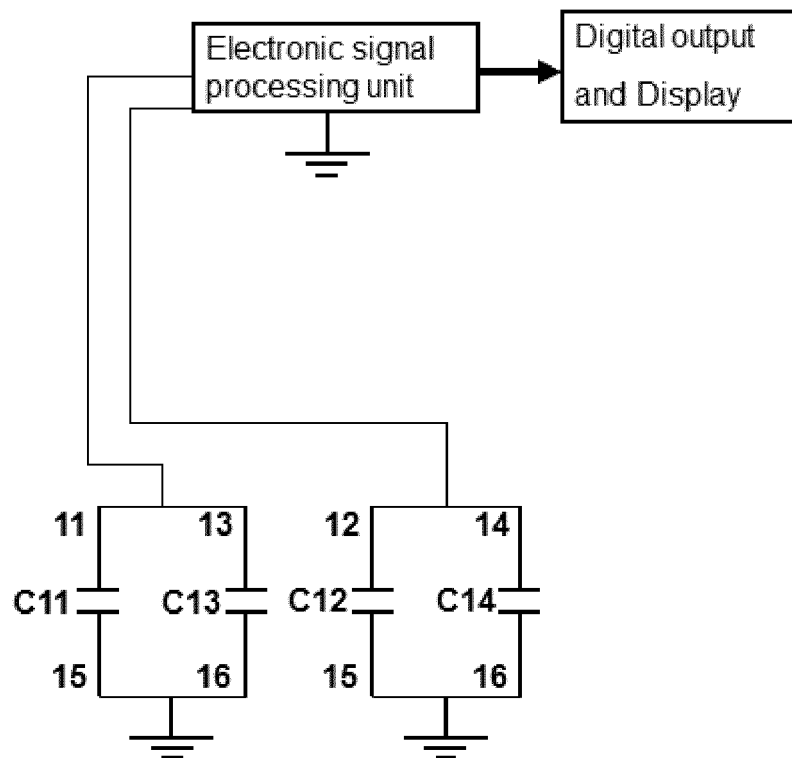 Electronic signal
processing unit
Digital output
and Display
11 13 12 14
C11 C13 C12 C14
15 16 15 16